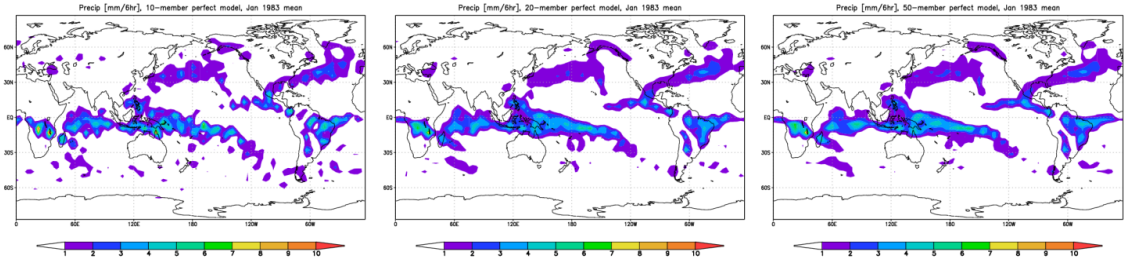 Precip [mm/6hr], 10-member perfect model, Jan 1983 mean
60N
30N
EQ
30S
60S
0 60E 120E 180 120W 60W
1 2 3 4 5 6 7 8 9 10
Precip [mm/6hr], 20-member perfect model, Jan 1983 mean
60N
30N
EQ
30S
60S
0 60E 120E 180 120W 60W
1 2 3 4 5 6 7 8 9 10
Precip [mm/6hr], 50-member perfect model, Jan 1983 mean
60N
30N
EQ
30S
60S
0 60E 120E 180 120W 60W
1 2 3 4 5 6 7 8 9 10